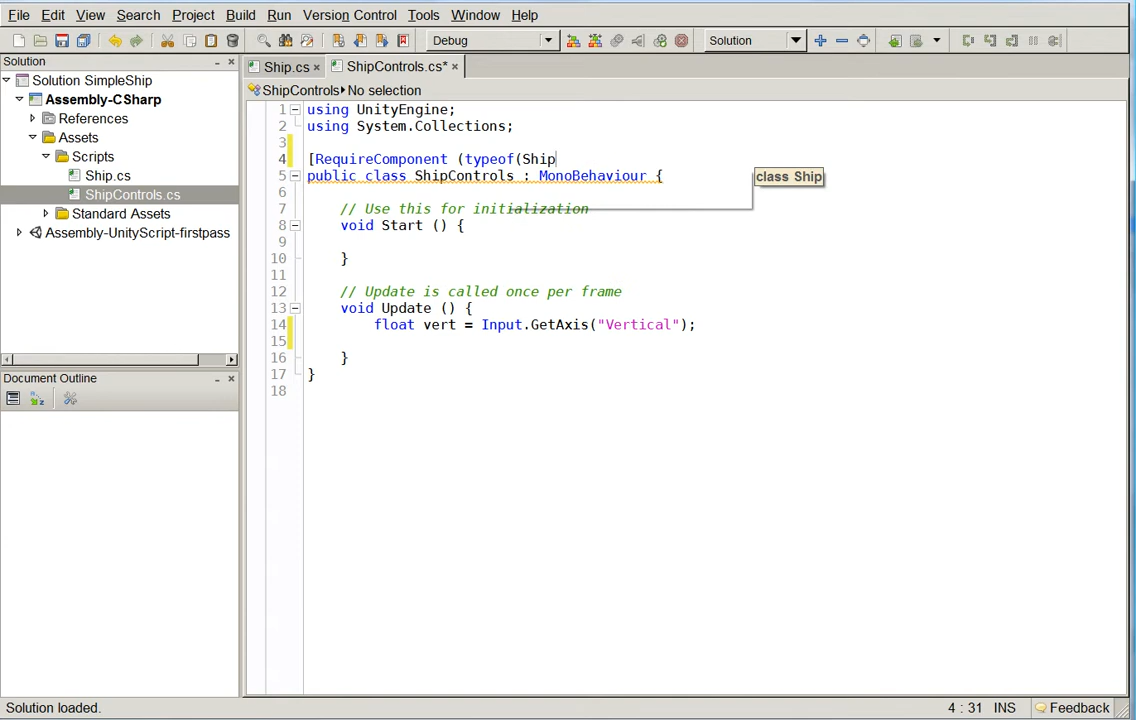 File Edit View Search Project Build Run Version Control Tools Window Help
Debug Solution
Solution
Solution SimpleShip
Assembly-CSharp
References
Assets
Scripts
Ship.cs
ShipControls.cs
Standard Assets
Assembly-UnityScript-firstpass
Document Outline
Ship.cs ShipControls.cs*
ShipControls No selection
1 using UnityEngine;
2 using System.Collections;
3
4 [RequireComponent (typeof(Ship
5 public class ShipControls : MonoBehaviour {
class Ship
6
7 // Use this for initialization
8 void Start () {
9
10 }
11
12 // Update is called once per frame
13 void Update () {
14 float vert = Input.GetAxis("Vertical");
15
16 }
17 }
18
Solution loaded. 4 : 31 INS Feedback